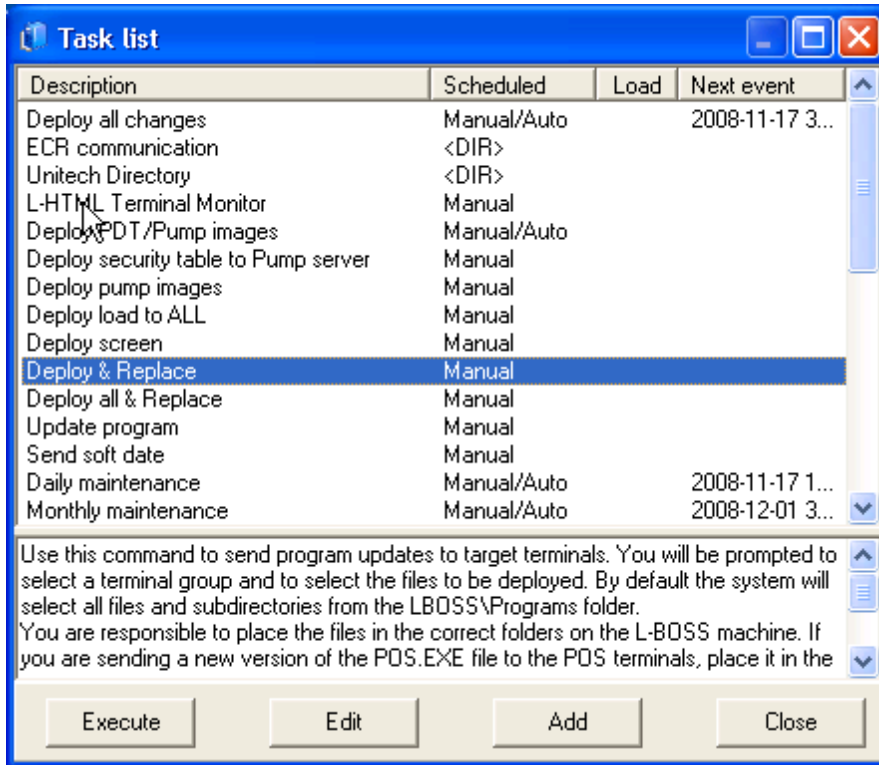 Task list
Description Scheduled Load Next event
Deploy all changes Manual/Auto 2008-11-17 3...
ECR communication <DIR>
Unitech Directory <DIR>
L-HTML Terminal Monitor Manual
Deploy PDT/Pump images Manual/Auto
Deploy security table to Pump server Manual
Deploy pump images Manual
Deploy load to ALL Manual
Deploy screen Manual
Deploy & Replace Manual
Deploy all & Replace Manual
Update program Manual
Send soft date Manual
Daily maintenance Manual/Auto 2008-11-17 1...
Monthly maintenance Manual/Auto 2008-12-01 3...
Use this command to send program updates to target terminals. You will be prompted to
select a terminal group and to select the files to be deployed. By default the system will
select all files and subdirectories from the LBOSS\Programs folder.
You are responsible to place the files in the correct folders on the L-BOSS machine. If
you are sending a new version of the POS.EXE file to the POS terminals, place it in the
Execute Edit Add Close